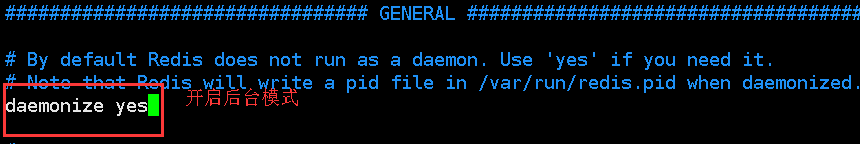 ################################ GENERAL #####################################
# By default Redis does not run as a daemon. Use 'yes' if you need it.
# Note that Redis will write a pid file in /var/run/redis.pid when daemonized.
daemonize yes 开启后台模式